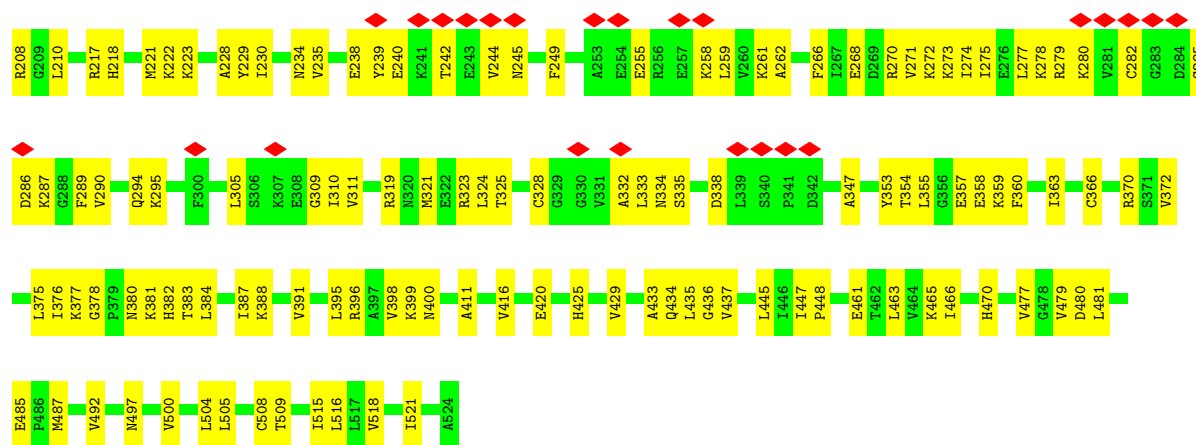 R208 G209 L210 R217 H218 M221 K222 K223 A228 Y229 I230 N234 V235 E238 Y239 E240 K241 T242 E243 V244 N245 F249 A253 E254 E255 R256 E257 K258 L259 V260 K261 A262 F266 I267 E268 D269 R270 V271 K272 K273 I274 I275 E276 L277 K278 R279 K280 V281 C282 G283 D284
D286 K287 G288 F289 V290 Q294 K295 F300 L305 S306 K307 E308 G309 I310 V311 R319 N320 M321 E322 R323 L324 T325 C328 G329 G330 V331 A332 L333 N334 S335 D338 L339 S340 P341 D342 A347 Y353 T354 L355 G356 E357 E358 K359 F360 I363 C366 R370 S371 V372
L375 I376 K377 G378 P379 N380 K381 H382 T383 L384 I387 K388 V391 L395 R396 A397 V398 K399 N400 A411 V416 E420 H425 V429 A433 Q434 L435 G436 V437 L445 I446 I447 P448 E461 T462 L463 V464 K465 I466 H470 V477 G478 V479 D480 L481
E485 P486 M487 V492 N497 V500 L504 L505 C508 T509 I515 L516 L517 V518 I521 A524